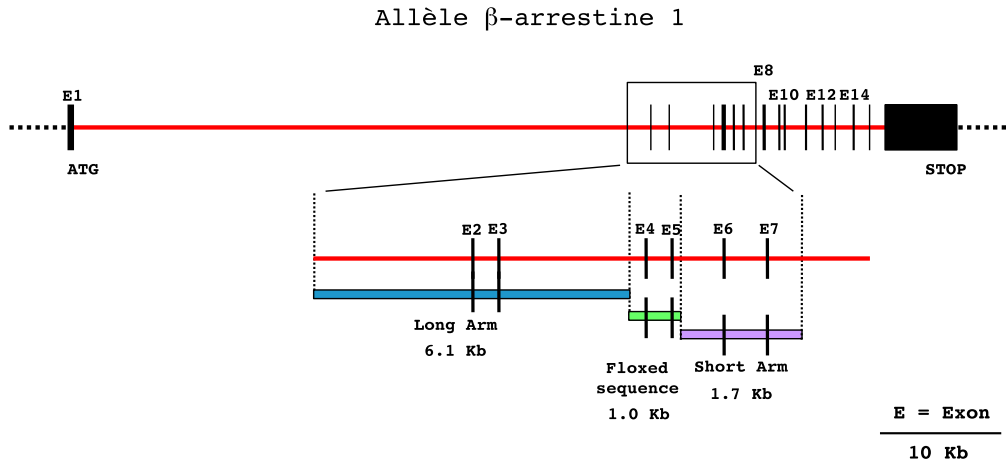 Allèle β-arrestine 1
E8
E1
E10 E12 E14
ATG
STOP
E2 E3 E4 E5 E6 E7
Long Arm
6.1 Kb
Floxed
sequence
1.0 Kb
Short Arm
1.7 Kb
E = Exon
10 Kb